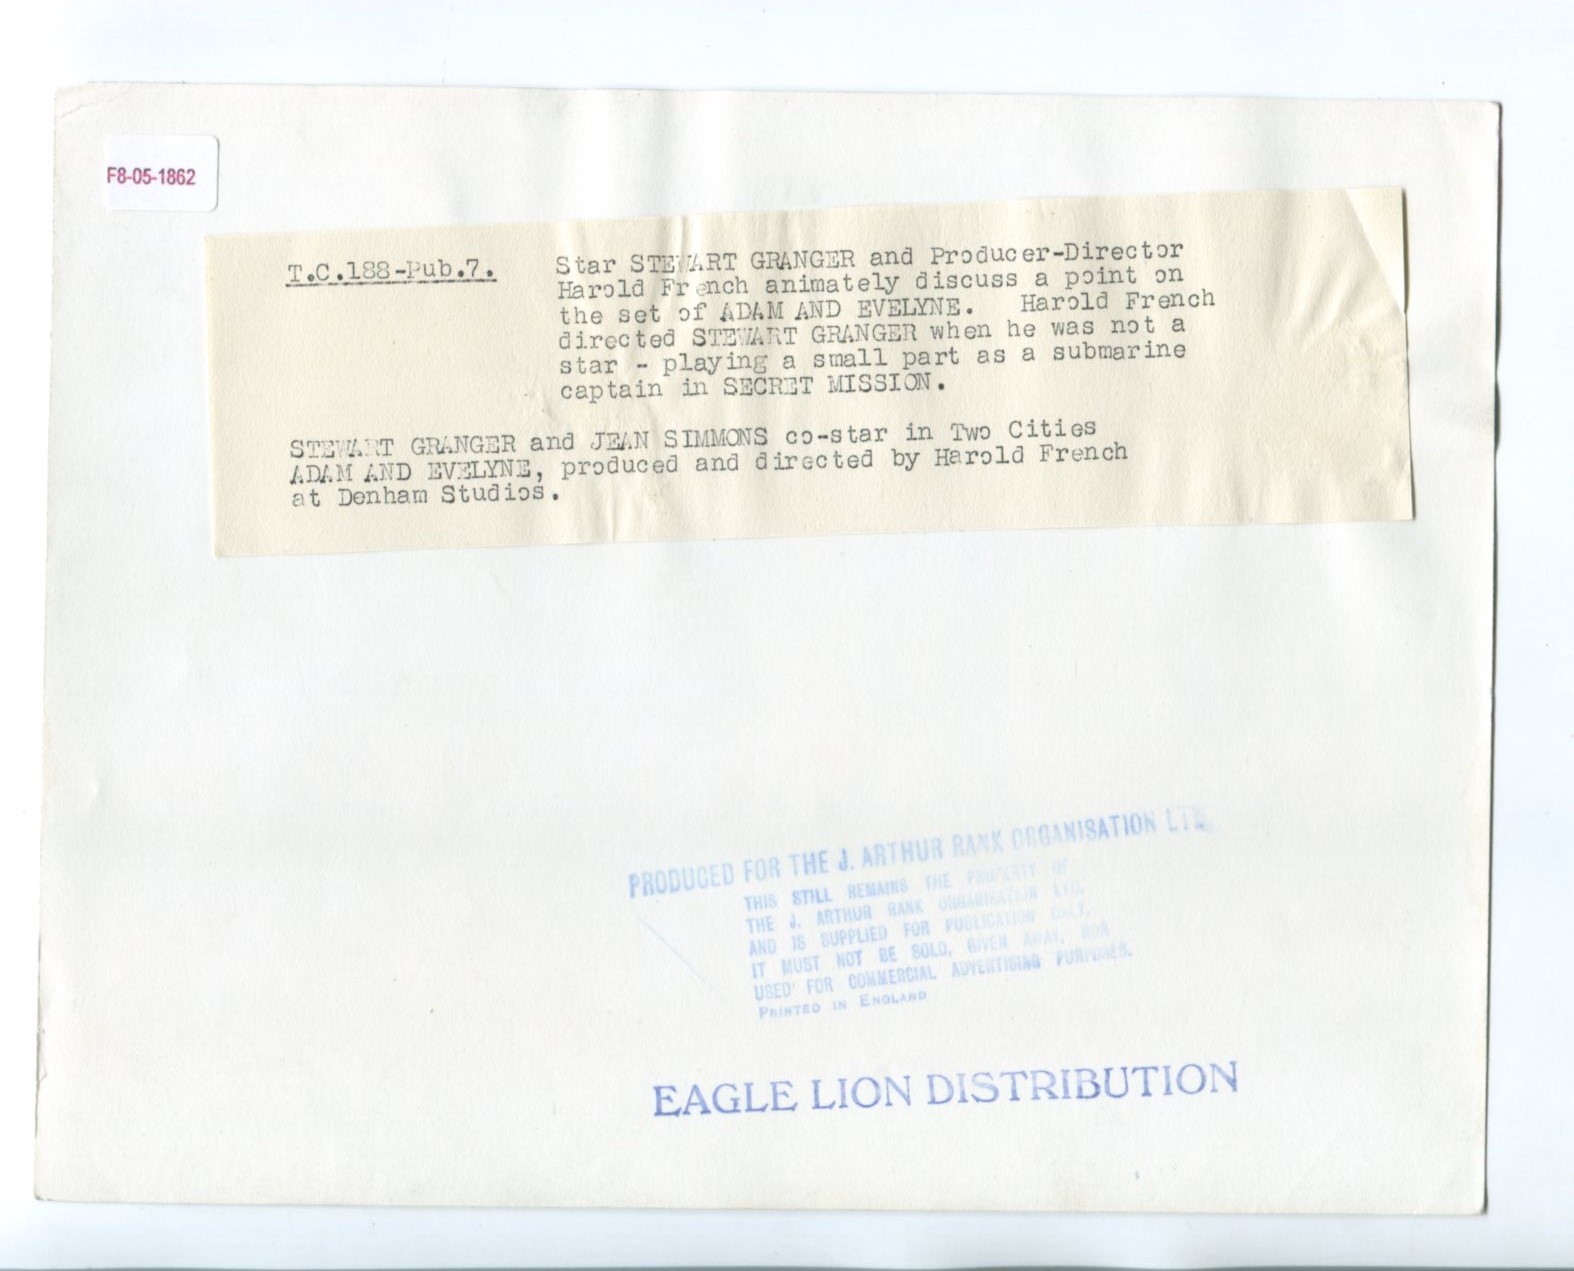 F8-05-1862
T.C.188-Pub.7. Star STEWART GRANGER and Producer-Director
Harold French animately discuss a point on
the set of ADAM AND EVELYNE. Harold French
directed STEWART GRANGER when he was not a
star - playing a small part as a submarine
captain in SECRET MISSION.
STEWART GRANGER and JEAN SIMMONS co-star in Two Cities
ADAM AND EVELYNE, produced and directed by Harold French
at Denham Studios.
PRODUCED FOR THE J. ARTHUR RANK ORGANISATION LTD.
THIS STILL REMAINS THE PROPERTY OF
THE J. ARTHUR RANK ORGANISATION LTD.
AND IS SUPPLIED FOR PUBLICATION ONLY.
IT MUST NOT BE SOLD, GIVEN AWAY, NOR
USED FOR COMMERCIAL ADVERTISING PURPOSES.
PRINTED IN ENGLAND
EAGLE LION DISTRIBUTION